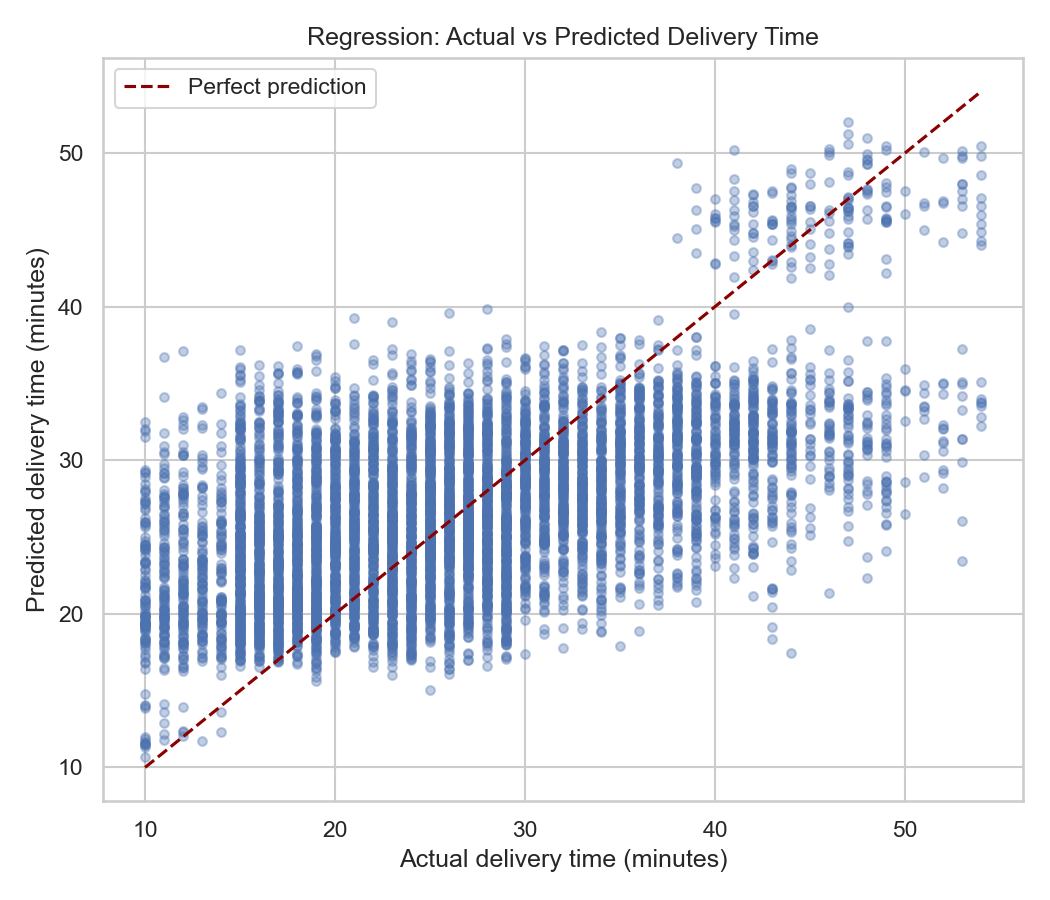 Regression: Actual vs Predicted Delivery Time
Perfect prediction
Predicted delivery time (minutes)
50
40
30
20
10
10 20 30 40 50
Actual delivery time (minutes)